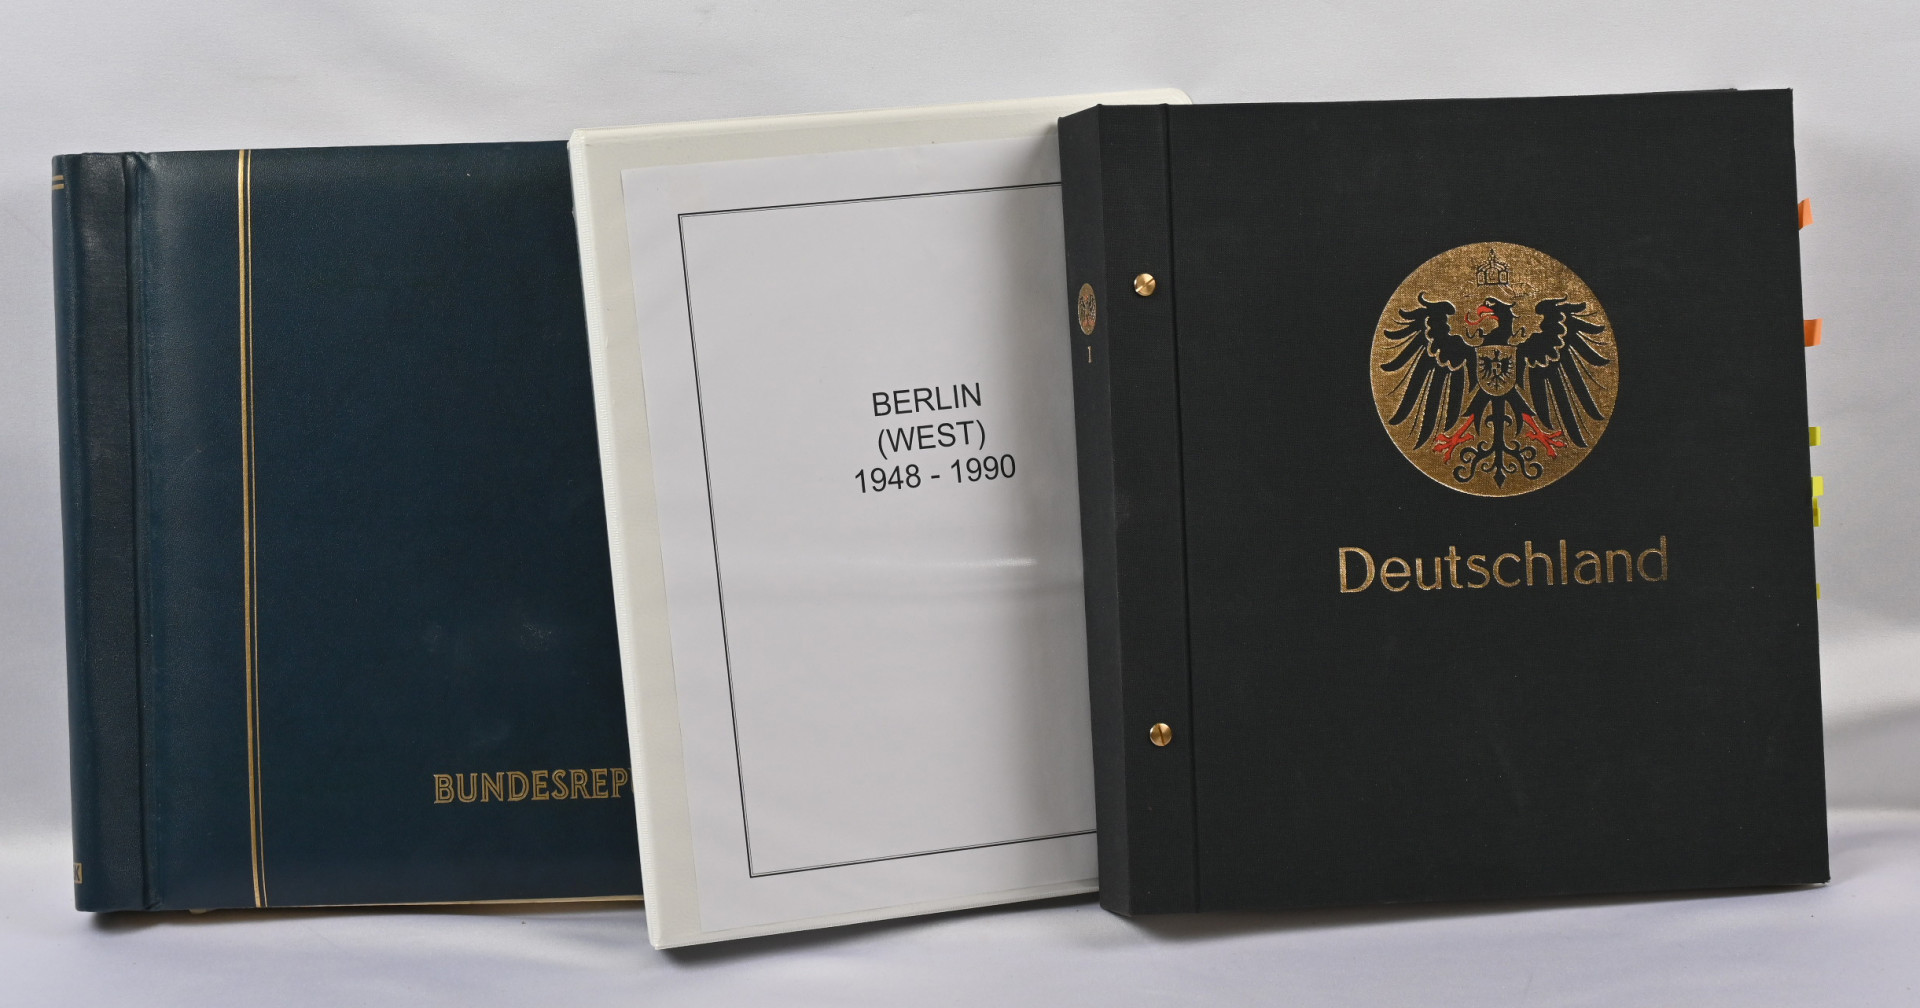 BUNDESREP
BERLIN
(WEST)
1948 - 1990
1
Deutschland